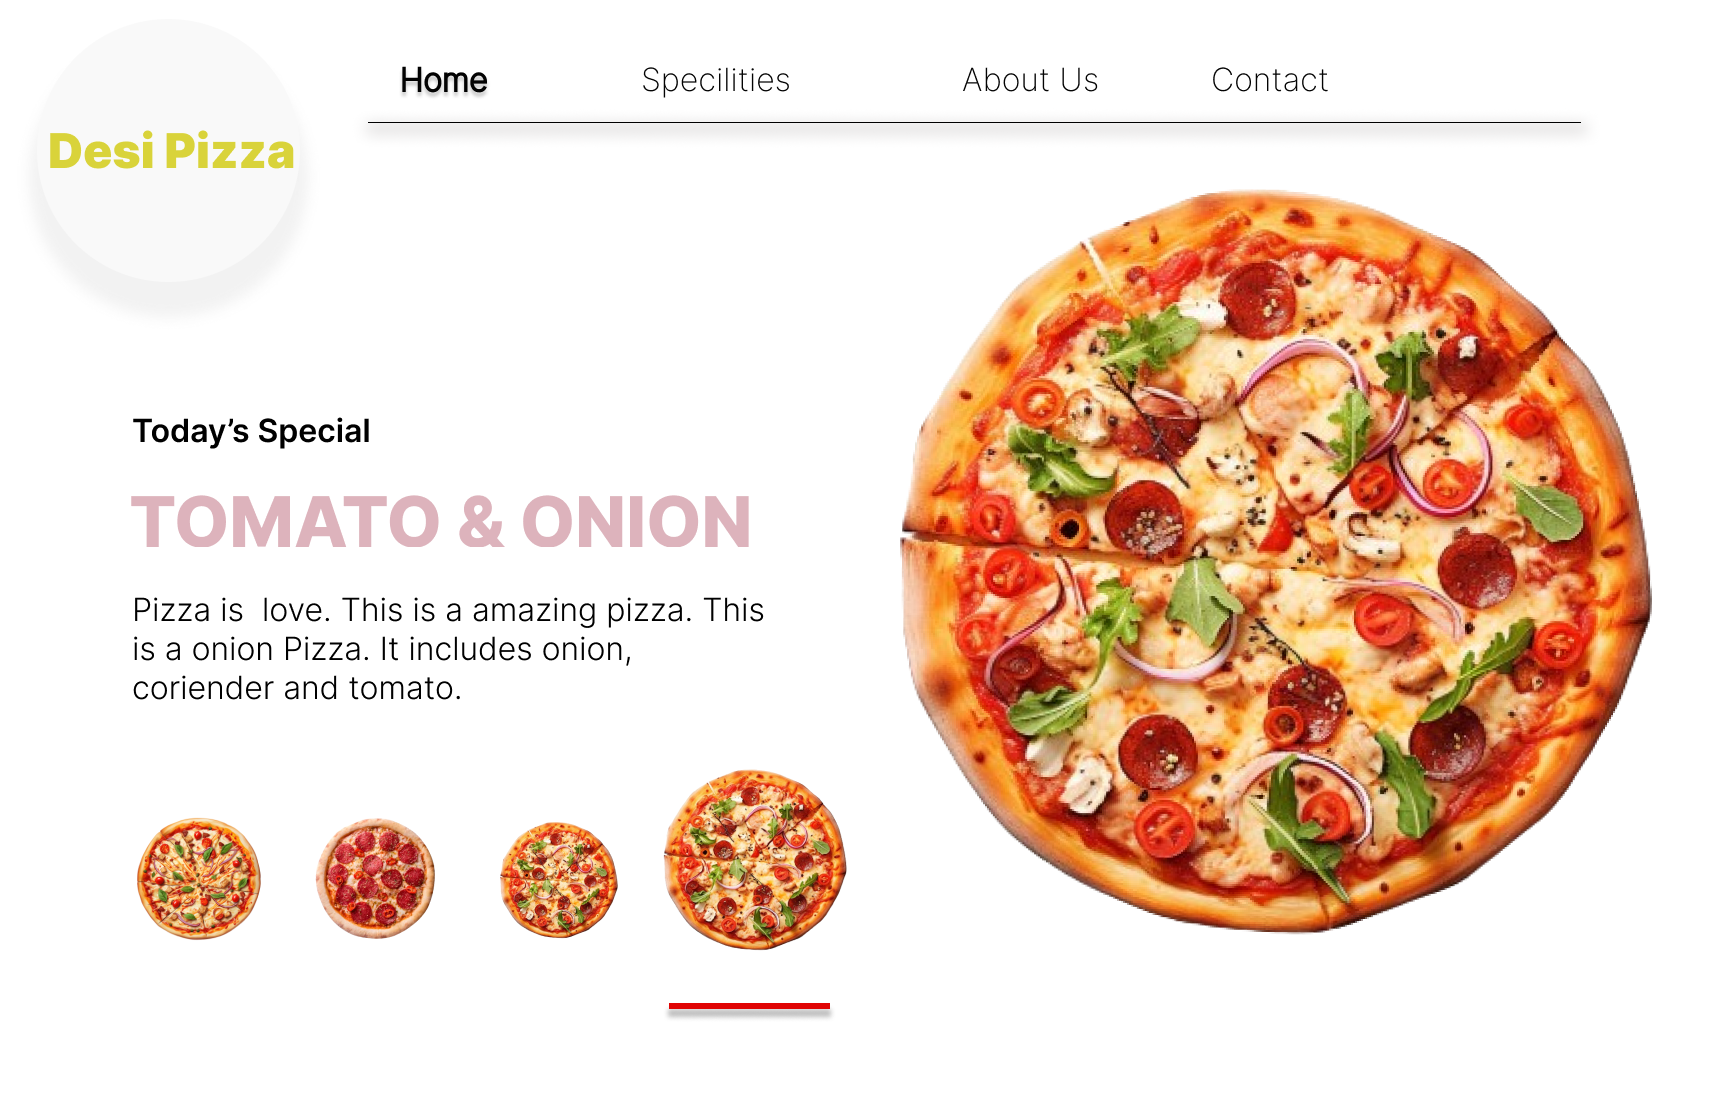 Desi Pizza
Home Specilities About Us Contact
Today’s Special
TOMATO & ONION
Pizza is  love. This is a amazing pizza. This
is a onion Pizza. It includes onion,
coriender and tomato.